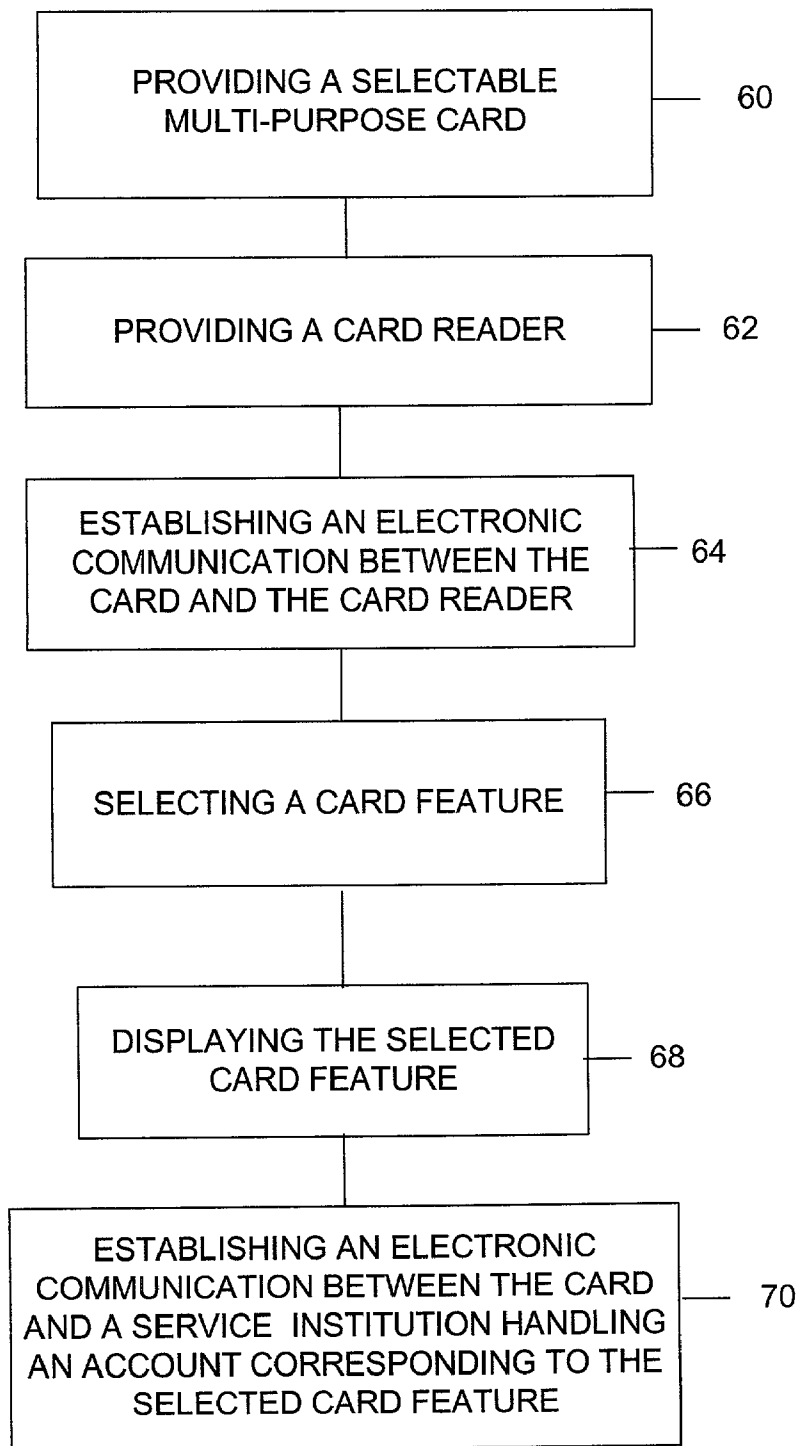 PROVIDING A SELECTABLE
MULTI-PURPOSE CARD
60
PROVIDING A CARD READER
62
ESTABLISHING AN ELECTRONIC
COMMUNICATION BETWEEN THE
CARD AND THE CARD READER
64
SELECTING A CARD FEATURE
66
DISPLAYING THE SELECTED
CARD FEATURE
68
ESTABLISHING AN ELECTRONIC
COMMUNICATION BETWEEN THE CARD
AND A SERVICE INSTITUTION HANDLING
AN ACCOUNT CORRESPONDING TO THE
SELECTED CARD FEATURE
70